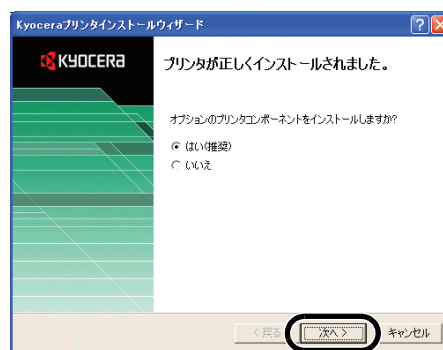 Kyoceraプリンタインストールウィザード
KYOCERA
プリンタが正しくインストールされました。
オプションのプリンタコンポーネントをインストールしますか?
はい(推奨)
いいえ
< 戻る
次へ >
キャンセル